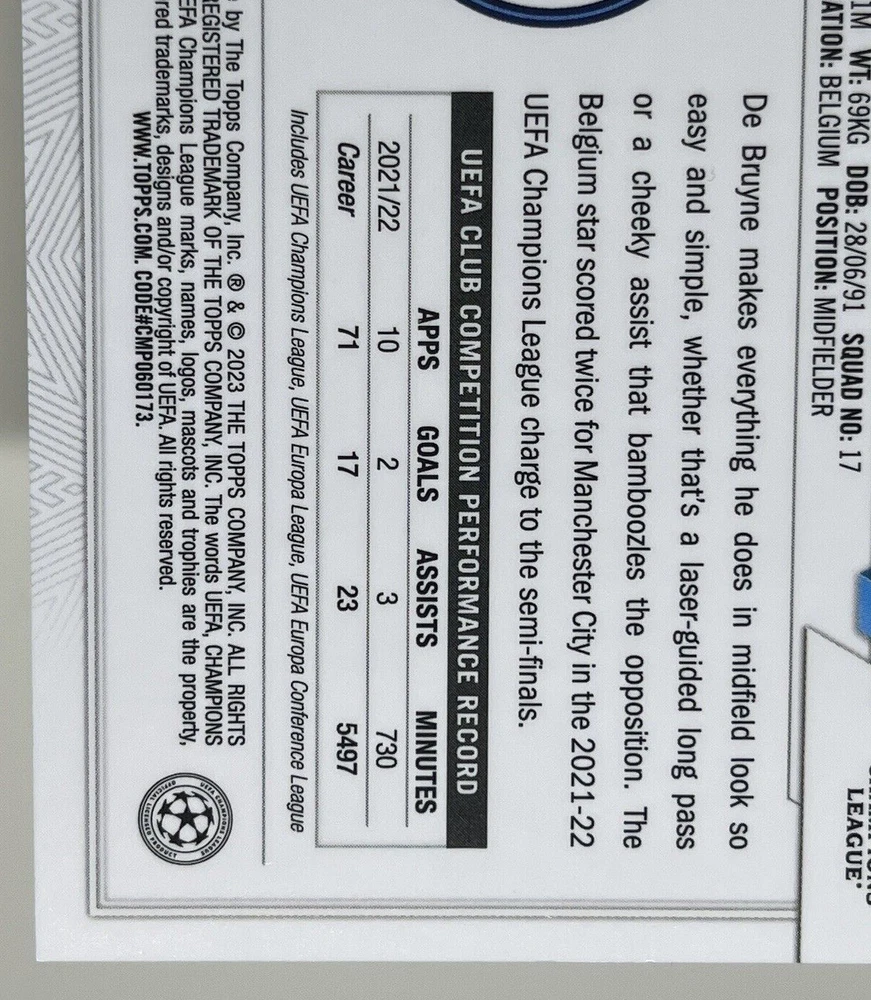 1M WT: 69KG DOB: 28/06/91 SQUAD NO: 17
ATION: BELGIUM POSITION: MIDFIELDER
LEAGUE
De Bruyne makes everything he does in midfield look so
easy and simple, whether that's a laser-guided long pass
or a cheeky assist that bamboozles the opposition. The
Belgium star scored twice for Manchester City in the 2021-22
UEFA Champions League charge to the semi-finals.
UEFA CLUB COMPETITION PERFORMANCE RECORD
APPS GOALS ASSISTS MINUTES
2021/22 10 2 3 730
Career 71 17 23 5497
Includes UEFA Champions League, UEFA Europa League, UEFA Europa Conference League
by The Topps Company, Inc. ® & © 2023 THE TOPPS COMPANY, INC. ALL RIGHTS
REGISTERED TRADEMARK OF THE TOPPS COMPANY, INC. The words UEFA, CHAMPIONS
EFA Champions League marks, names, logos, mascots and trophies are the property,
red trademarks, designs and/or copyright of UEFA. All rights reserved.
WWW.TOPPS.COM. CODE#CMP060173.
UEFA CHAMPIONS LEAGUE
OFFICIAL LICENSED PRODUCT